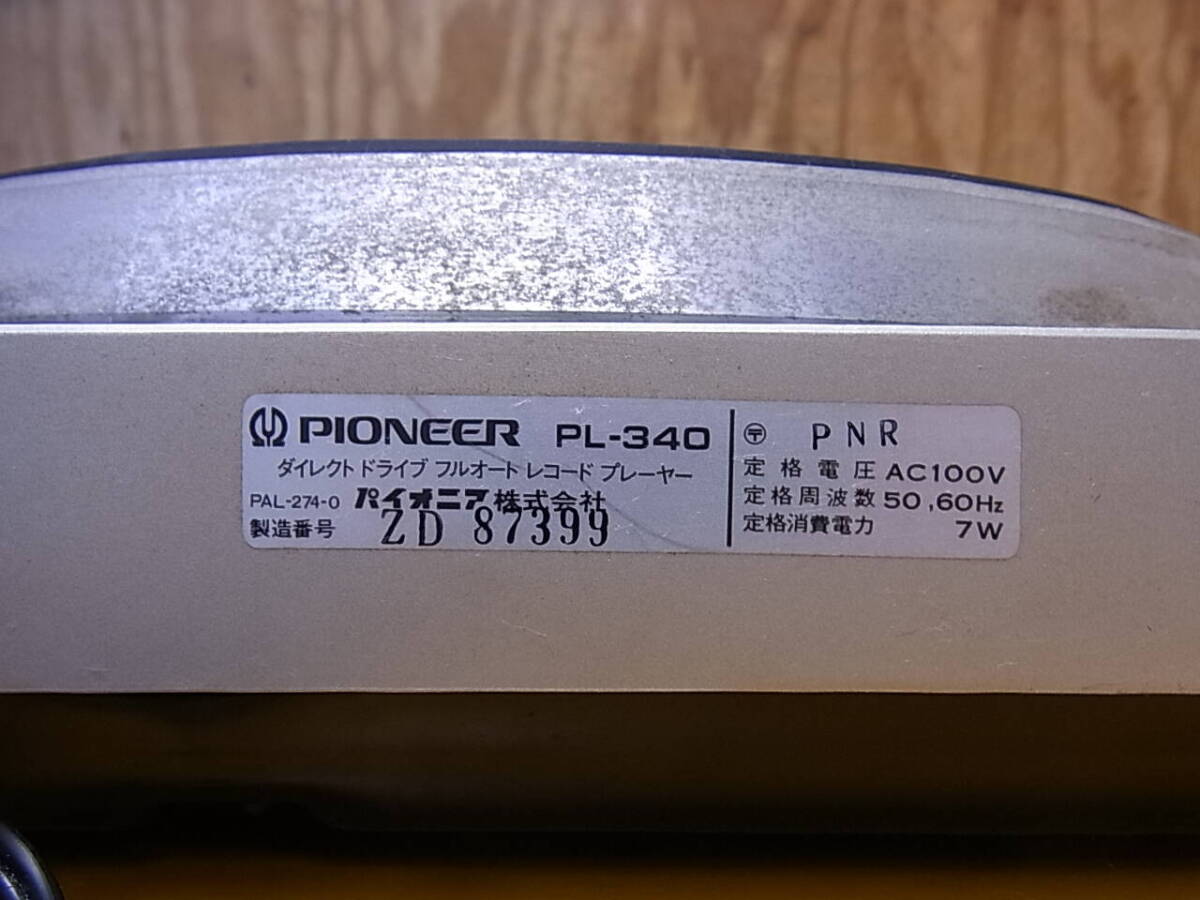 PIONEER PL-340
ダイレクト ドライブ フルオート レコード プレーヤー
PAL-274-0 パイオニア株式会社
製造番号 ZD 87399
〒 PNR
定格電圧 AC100V
定格周波数 50,60Hz
定格消費電力 7W